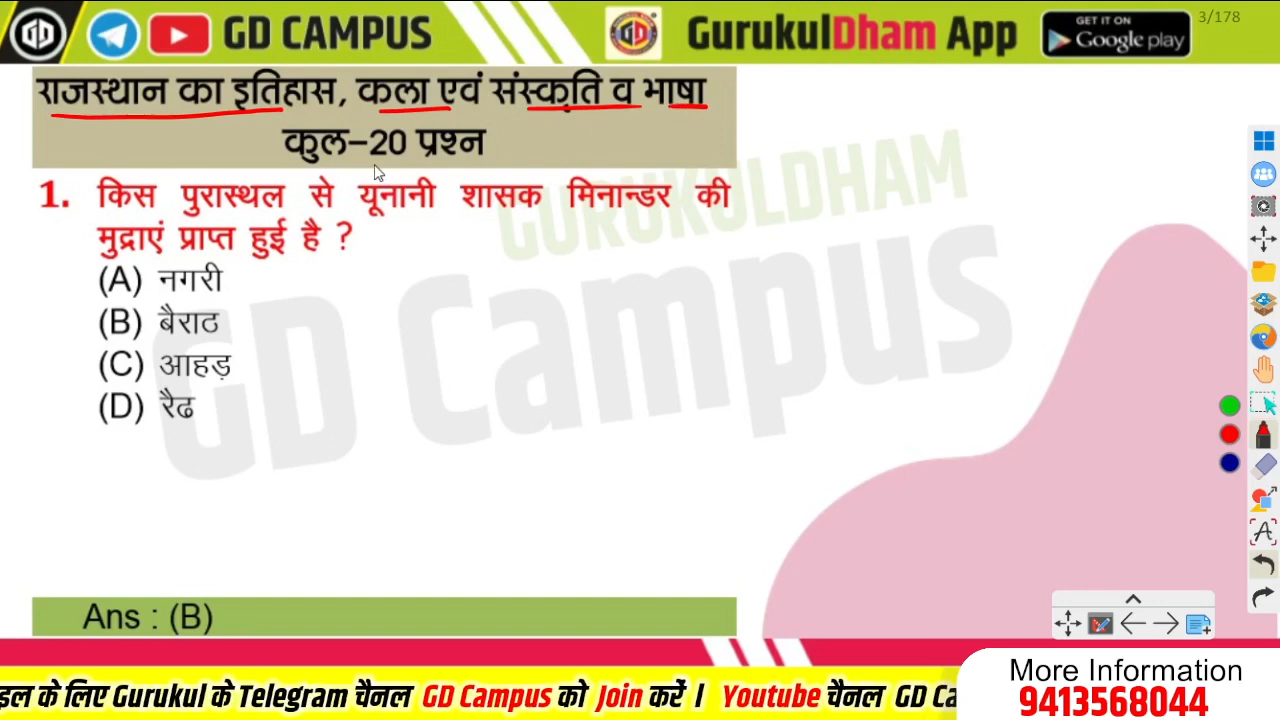 GD CAMPUS
GurukulDham App
GET IT ON
Google play
3/178
राजस्थान का इतिहास, कला एवं संस्कृति व भाषा
कुल–20 प्रश्न
1. किस पुरास्थल से यूनानी शासक मिनान्डर की
मुद्राएं प्राप्त हुई है ?
(A) नगरी
(B) बैराठ
(C) आहड़
(D) रैढ
GURUKULDHAM
GD Campus
Ans : (B)
More Information
9413568044
इल के लिए Gurukul के Telegram चैनल GD Campus को Join करें । Youtube चैनल GD Ca